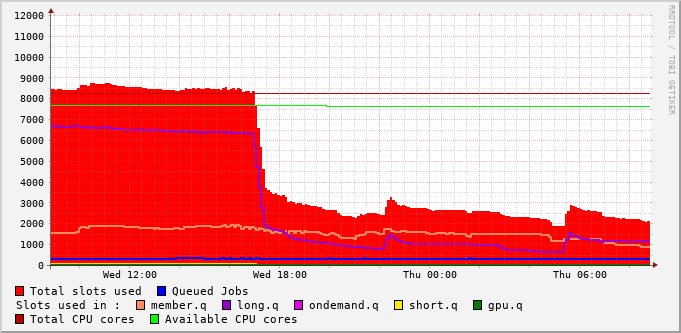 12000
11000
10000
9000
8000
7000
6000
5000
4000
3000
2000
1000
0
Wed 12:00 Wed 18:00 Thu 00:00 Thu 06:00
Total slots used Queued Jobs
Slots used in : member.q long.q ondemand.q short.q gpu.q
Total CPU cores Available CPU cores
RRDTOOL / TOBI OETIKER